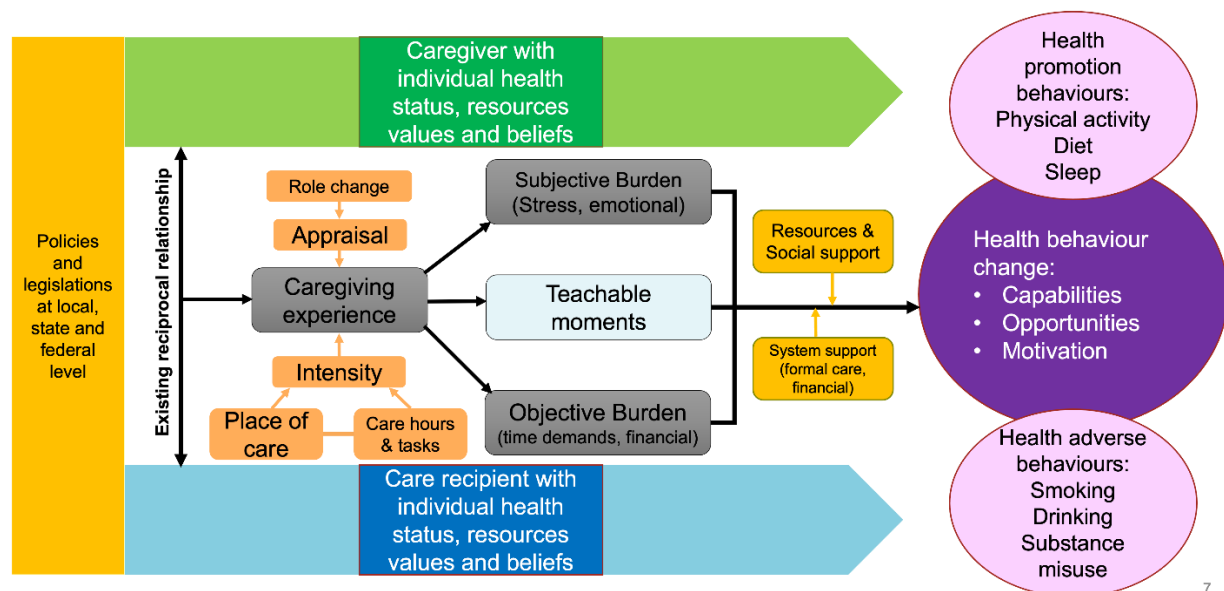 Policies
and
legislations
at local,
state and
federal
level
Caregiver with
individual health
status, resources
values and beliefs
Existing reciprocal relationship
Role change
Appraisal
Caregiving
experience
Intensity
Place of
care
Care hours
& tasks
Subjective Burden
(Stress, emotional)
Teachable
moments
Objective Burden
(time demands, financial)
Resources &
Social support
System support
(formal care,
financial)
Care recipient with
individual health
status, resources
values and beliefs
Health
promotion
behaviours:
Physical activity
Diet
Sleep
Health behaviour
change:
• Capabilities
• Opportunities
• Motivation
Health adverse
behaviours:
Smoking
Drinking
Substance
misuse
7